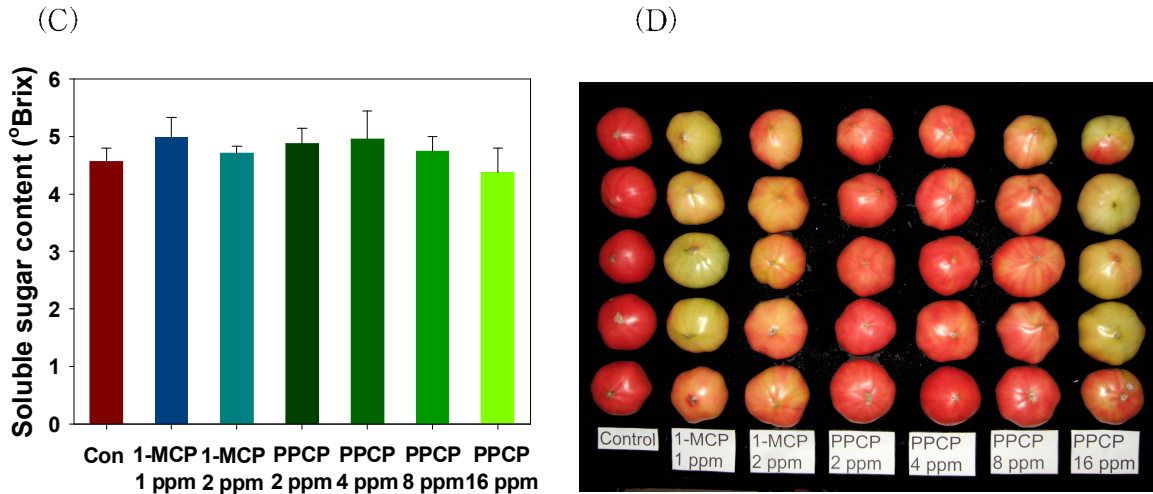 (C)
(D)
Soluble sugar content (°Brix)
6
5
4
3
2
1
0
Con 1-MCP 1-MCP PPCP PPCP PPCP PPCP
1 ppm 2 ppm 2 ppm 4 ppm 8 ppm 16 ppm
Control
1-MCP
1 ppm
1-MCP
2 ppm
PPCP
2 ppm
PPCP
4 ppm
PPCP
8 ppm
PPCP
16 ppm